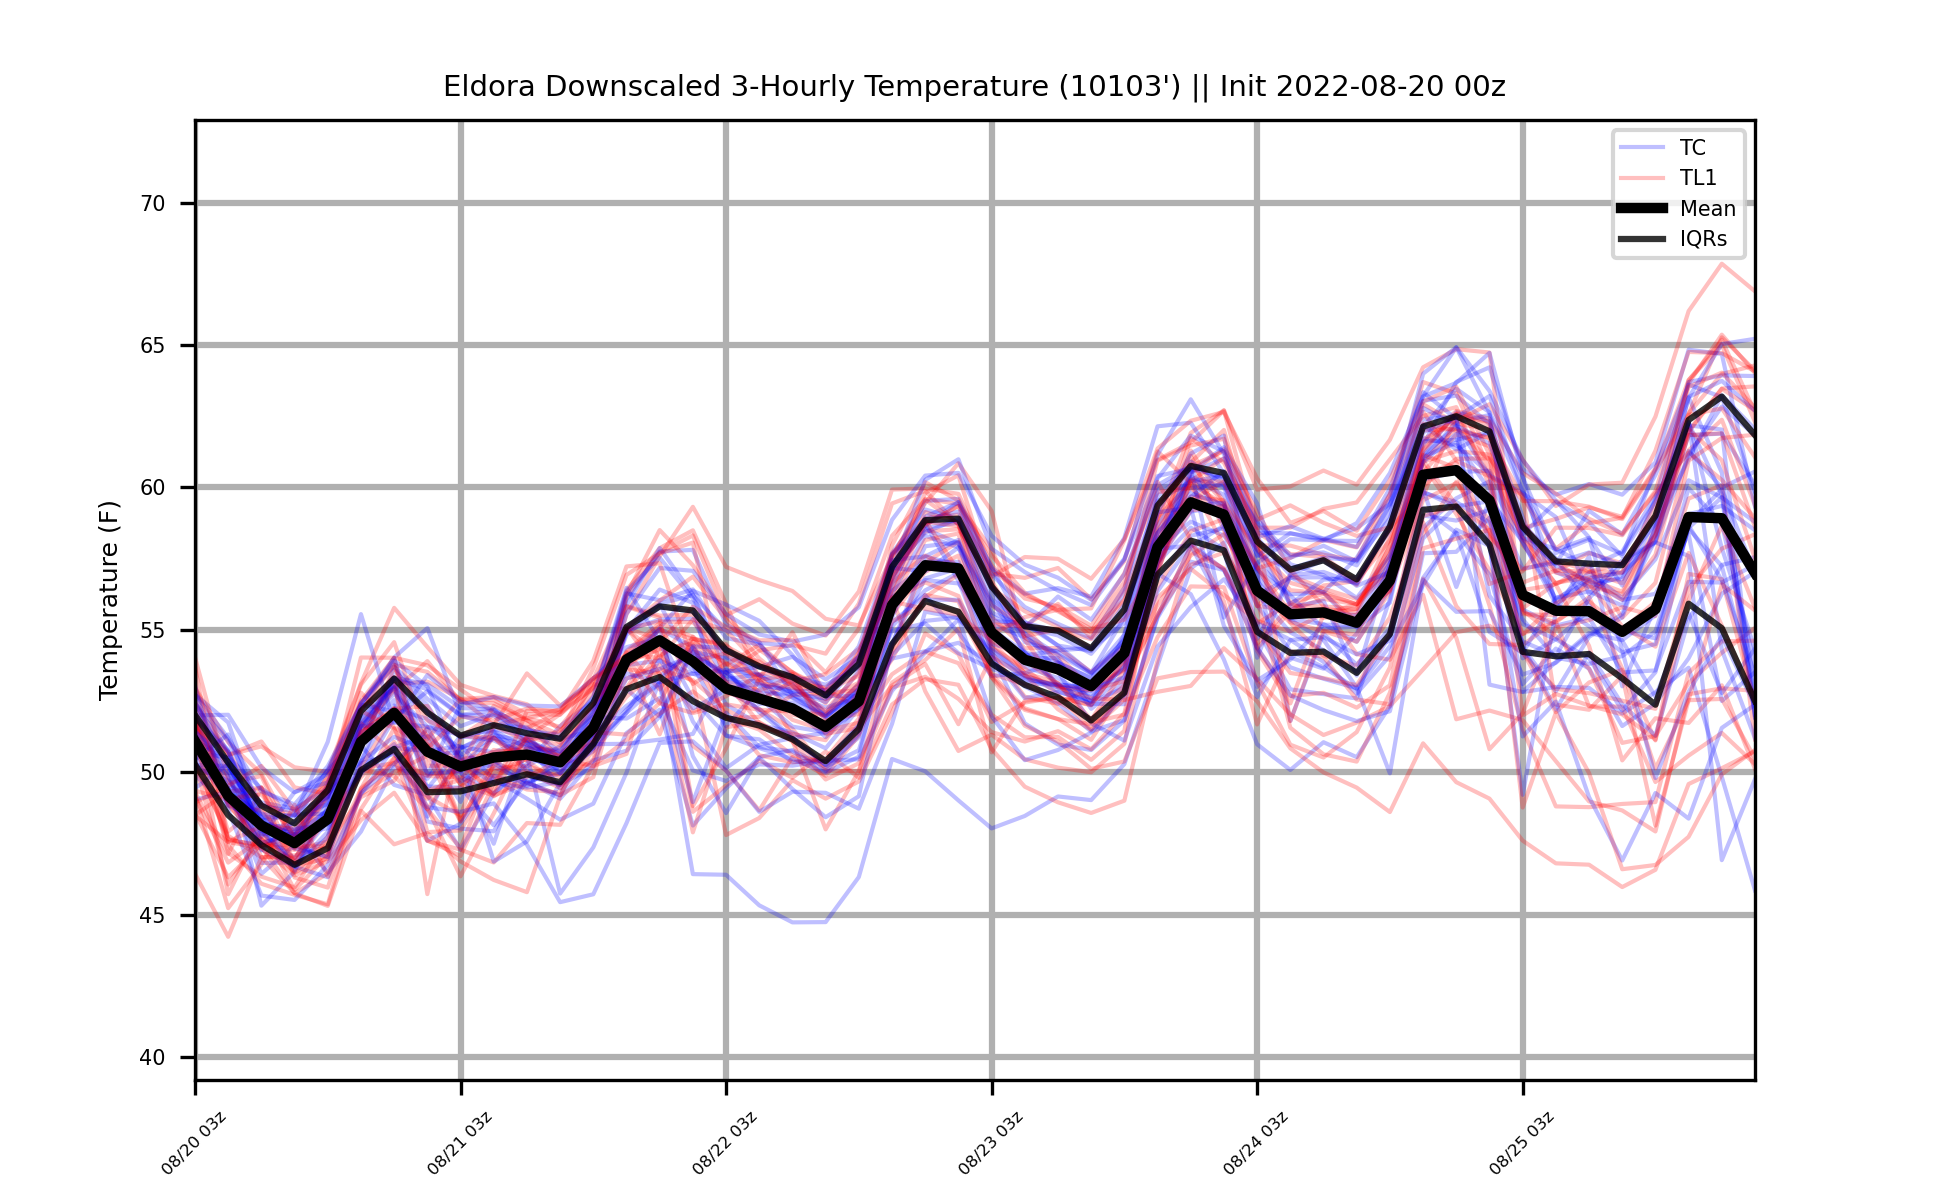 Eldora Downscaled 3-Hourly Temperature (10103') || Init 2022-08-20 00z
TC
TL1
Mean
IQRs
Temperature (F)
70
65
60
55
50
45
40
08/20 03z
08/21 03z
08/22 03z
08/23 03z
08/24 03z
08/25 03z